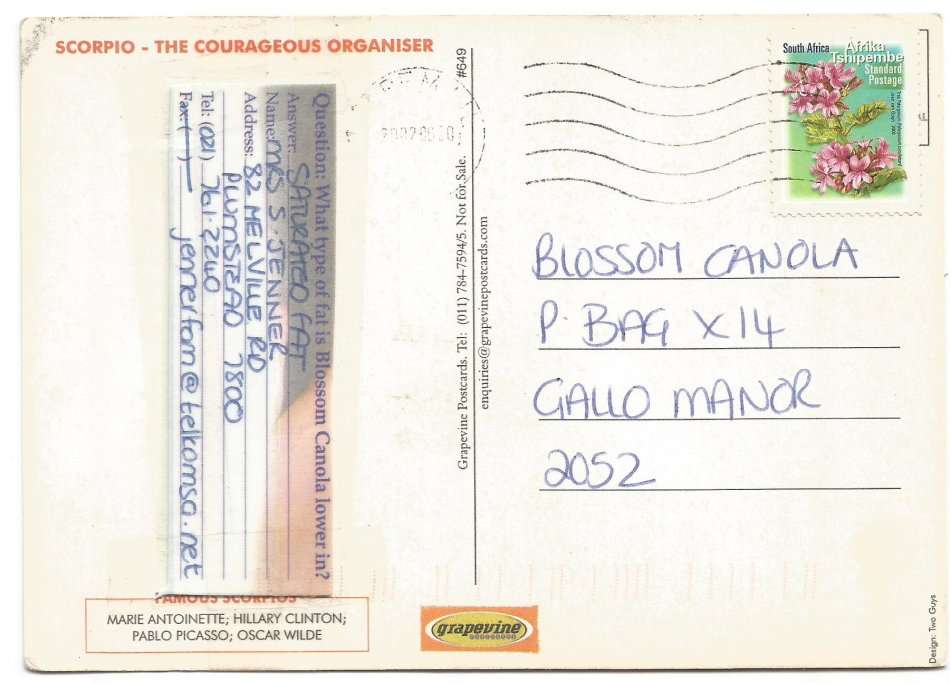 SCORPIO - THE COURAGEOUS ORGANISER
Question: What type of fat is Blossom Canola lower in?
Answer: SATURATED FAT
Name: MRS S. JENNER
Address: 82 MELVILLE RD
PLUMSTEAD 7800
Tel: (021) 761-2240
Fax: ( )
jennerfam@telkomsa.net
FAMOUS SCORPIOS
MARIE ANTOINETTE; HILLARY CLINTON;
PABLO PICASSO; OSCAR WILDE
#649
Grapevine Postcards. Tel: (011) 784-7594/5. Not for Sale.
enquiries@grapevinepostcards.com
grapevine
South Africa
Afrika
Tshipembe
Standard
Postage
BLOSSOM CANOLA
P. BAG X14
GALLO MANOR
2052
Design: Two Guys